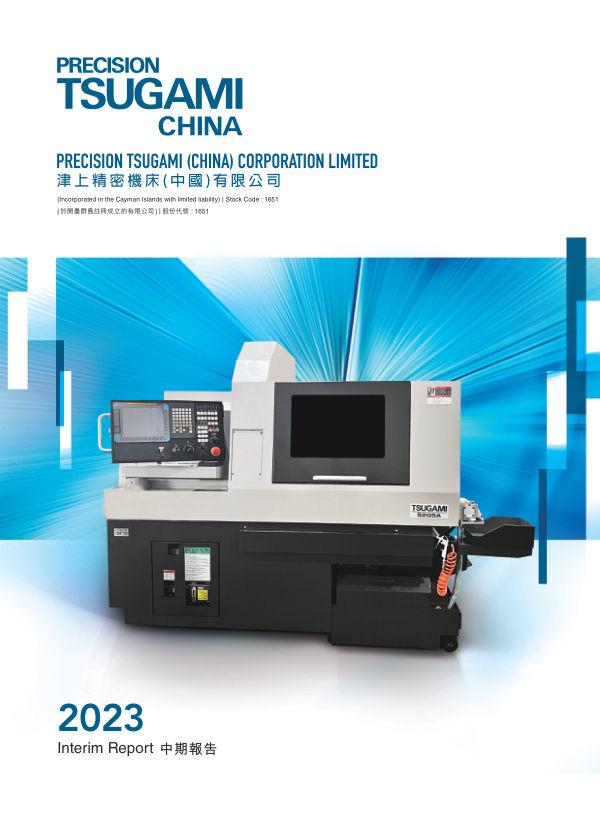 PRECISION
TSUGAMI
CHINA
PRECISION TSUGAMI (CHINA) CORPORATION LIMITED
津上精密機床(中國)有限公司
(Incorporated in the Cayman Islands with limited liability) | Stock Code : 1651
(於開曼群島註冊成立的有限公司) | 股份代號 : 1651
TSUGAMI
B205A
2023
Interim Report 中期報告